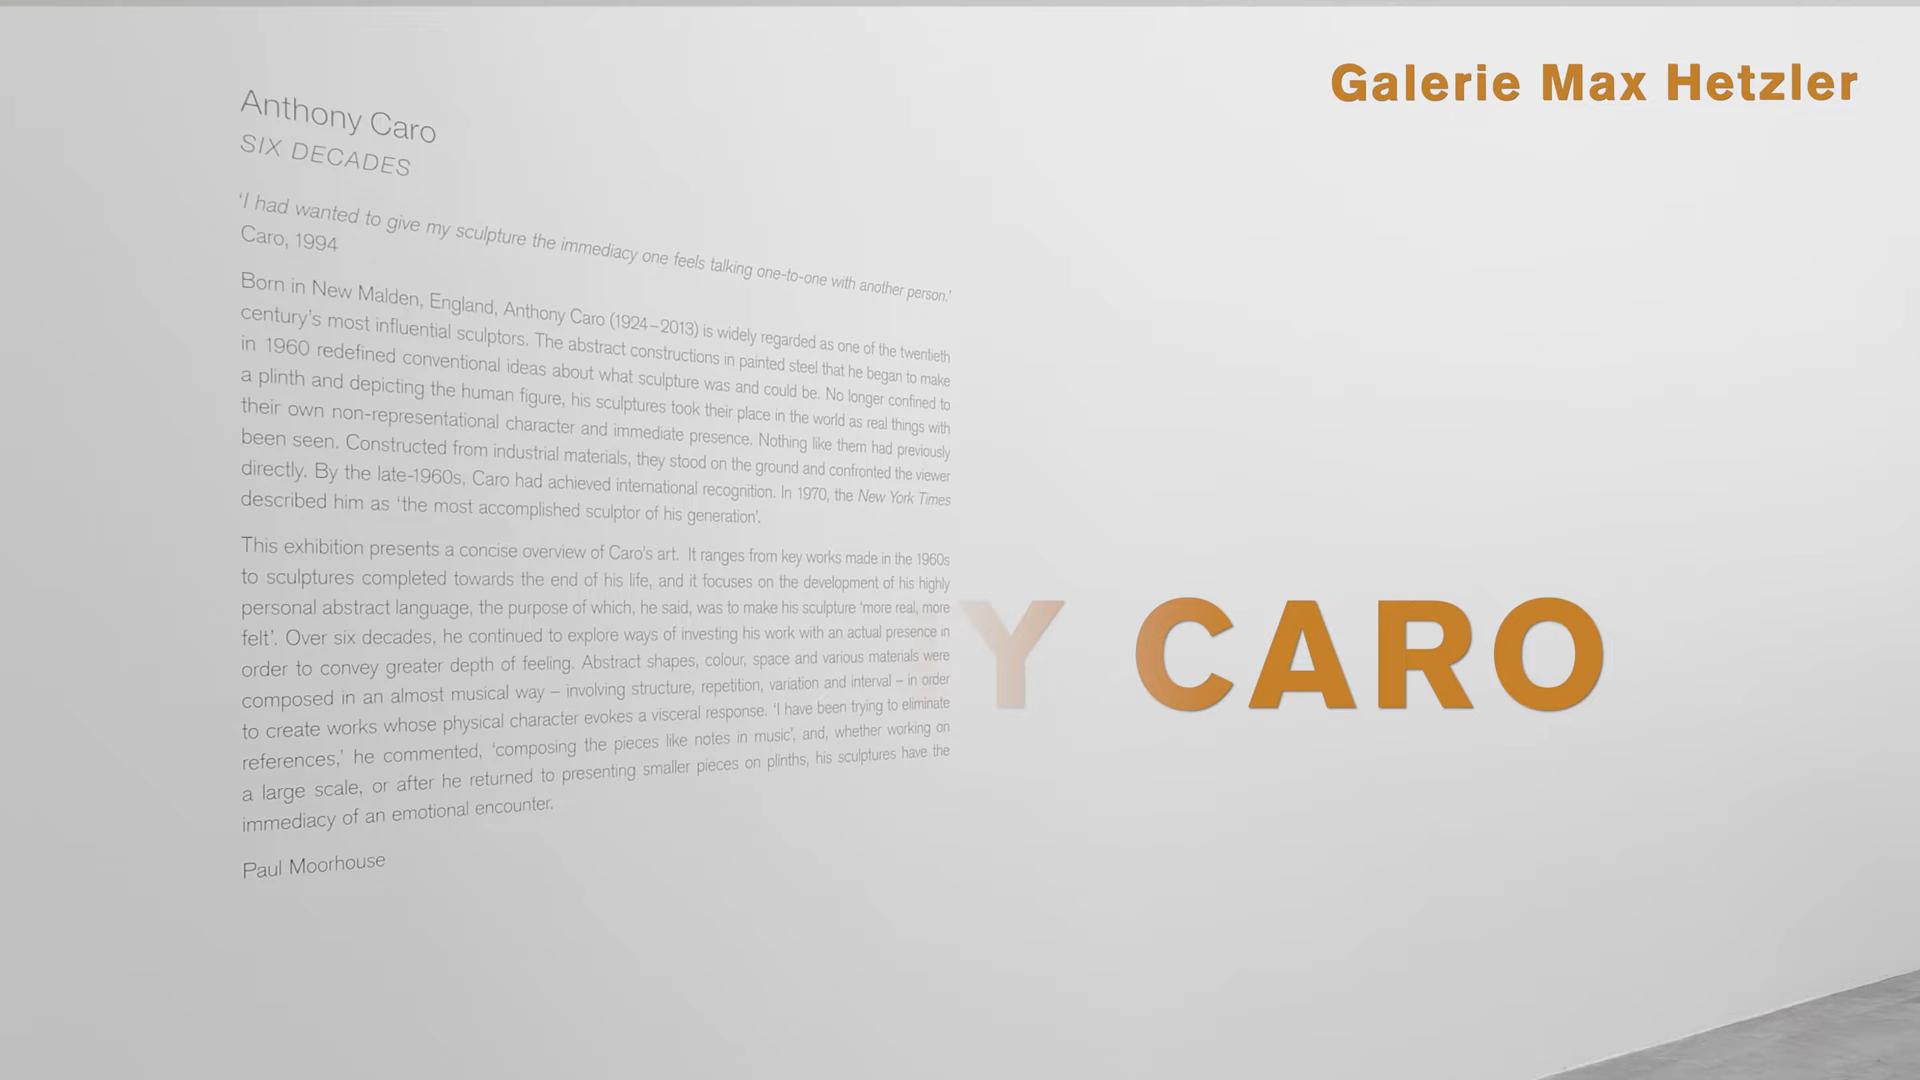 Galerie Max Hetzler
Anthony Caro
SIX DECADES
‘I had wanted to give my sculpture the immediacy one feels talking one-to-one with another person.’
Caro, 1994
Born in New Malden, England, Anthony Caro (1924–2013) is widely regarded as one of the twentieth
century’s most influential sculptors. The abstract constructions in painted steel that he began to make
in 1960 redefined conventional ideas about what sculpture was and could be. No longer confined to
a plinth and depicting the human figure, his sculptures took their place in the world as real things with
their own non-representational character and immediate presence. Nothing like them had previously
been seen. Constructed from industrial materials, they stood on the ground and confronted the viewer
directly. By the late-1960s, Caro had achieved international recognition. In 1970, the New York Times
described him as ‘the most accomplished sculptor of his generation’.
This exhibition presents a concise overview of Caro’s art. It ranges from key works made in the 1960s
to sculptures completed towards the end of his life, and it focuses on the development of his highly
personal abstract language, the purpose of which, he said, was to make his sculpture ‘more real, more
felt’. Over six decades, he continued to explore ways of investing his work with an actual presence in
order to convey greater depth of feeling. Abstract shapes, colour, space and various materials were
composed in an almost musical way – involving structure, repetition, variation and interval – in order
to create works whose physical character evokes a visceral response. ‘I have been trying to eliminate
references,’ he commented, ‘composing the pieces like notes in music’, and, whether working on
a large scale, or after he returned to presenting smaller pieces on plinths, his sculptures have the
immediacy of an emotional encounter.
Paul Moorhouse
Y CARO